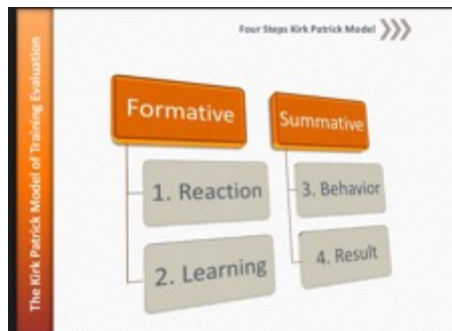 Four Steps Kirk Patrick Model
The Kirk Patrick Model of Training Evaluation
Formative
1. Reaction
2. Learning
Summative
3. Behavior
4. Result